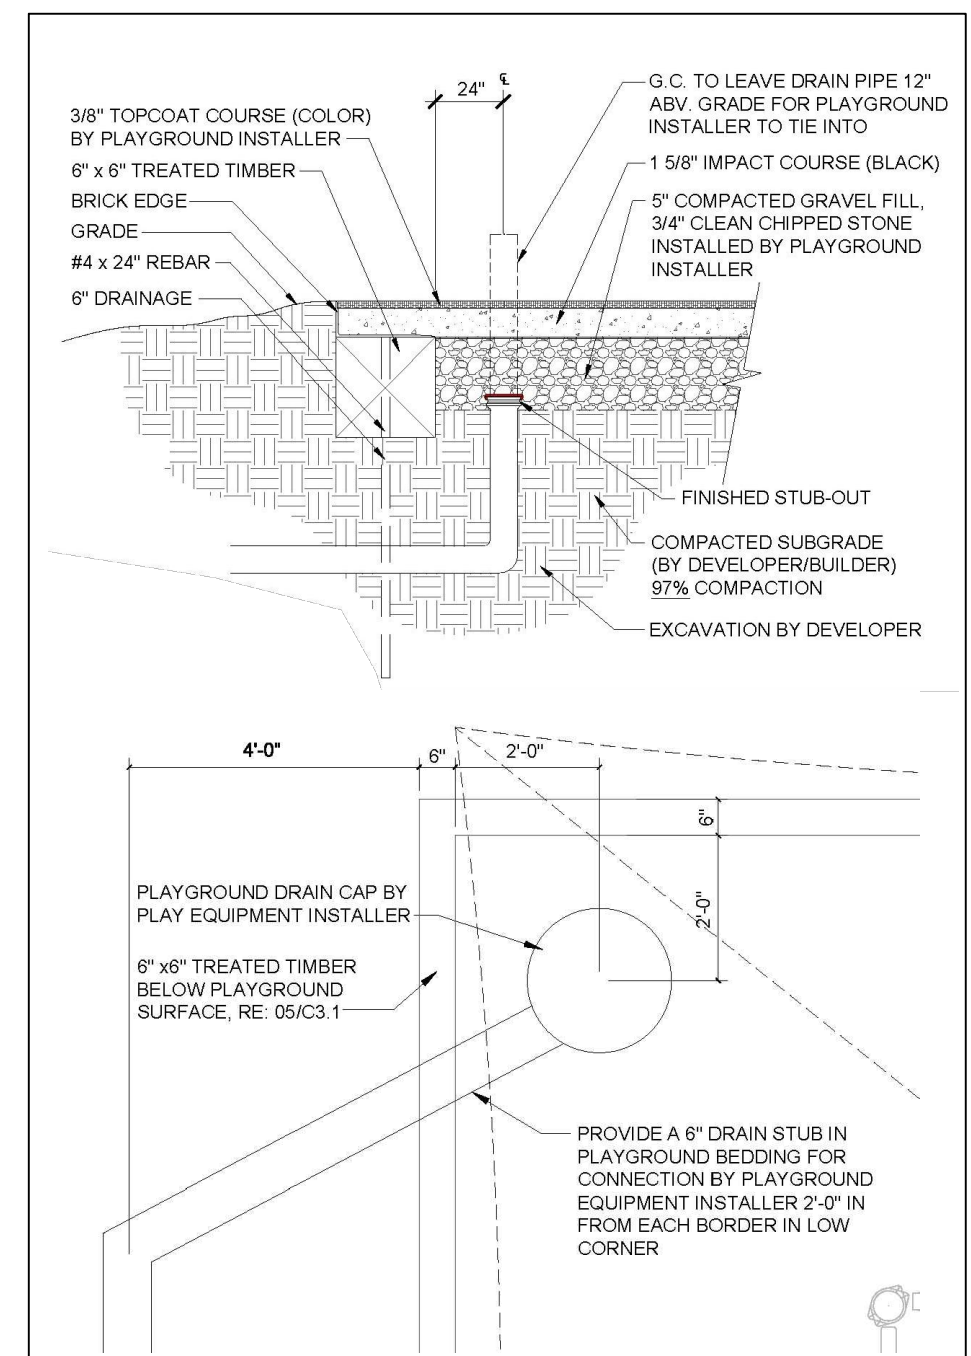 24"
℄
3/8" TOPCOAT COURSE (COLOR)
BY PLAYGROUND INSTALLER
6" x 6" TREATED TIMBER
BRICK EDGE
GRADE
#4 x 24" REBAR
6" DRAINAGE
G.C. TO LEAVE DRAIN PIPE 12"
ABV. GRADE FOR PLAYGROUND
INSTALLER TO TIE INTO
1 5/8" IMPACT COURSE (BLACK)
5" COMPACTED GRAVEL FILL,
3/4" CLEAN CHIPPED STONE
INSTALLED BY PLAYGROUND
INSTALLER
FINISHED STUB-OUT
COMPACTED SUBGRADE
(BY DEVELOPER/BUILDER)
97% COMPACTION
EXCAVATION BY DEVELOPER
4'-0"
6"
2'-0"
6"
2'-0"
PLAYGROUND DRAIN CAP BY
PLAY EQUIPMENT INSTALLER
6" x6" TREATED TIMBER
BELOW PLAYGROUND
SURFACE, RE: 05/C3.1
PROVIDE A 6" DRAIN STUB IN
PLAYGROUND BEDDING FOR
CONNECTION BY PLAYGROUND
EQUIPMENT INSTALLER 2'-0" IN
FROM EACH BORDER IN LOW
CORNER